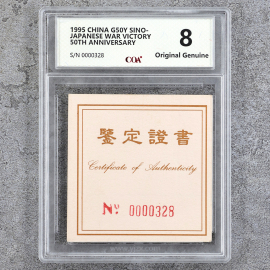 1995 CHINA G50Y SINO-
JAPANESE WAR VICTORY
50TH ANNIVERSARY
S/N 0000328
COA
8
Original Genuine
鑒定證書
Certificate of Authenticity
Nº 0000328